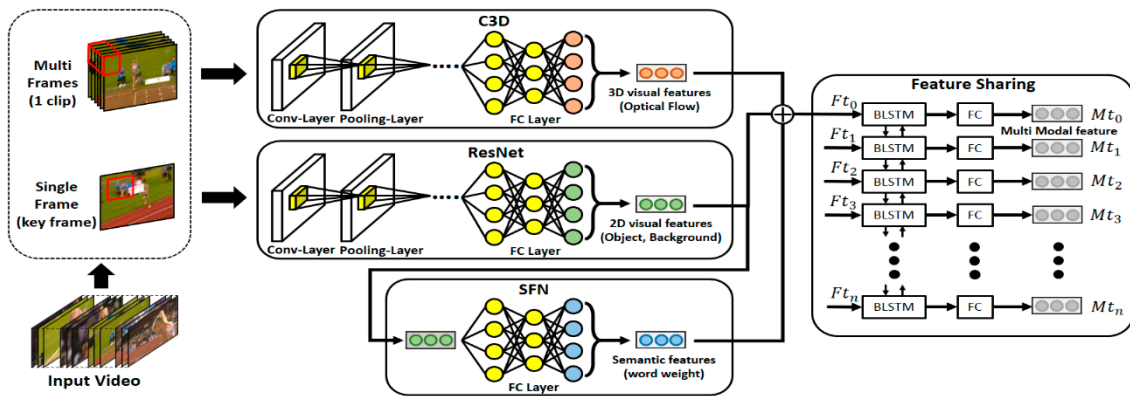 Multi
Frames
(1 clip)
Single
Frame
(key frame)
Input Video
C3D
Conv-Layer Pooling-Layer
FC Layer
3D visual features
(Optical Flow)
ResNet
Conv-Layer Pooling-Layer
FC Layer
2D visual features
(Object, Background)
SFN
FC Layer
Semantic features
(word weight)
Feature Sharing
Ft₀ BLSTM FC Mt₀
Multi Modal feature
Ft₁ BLSTM FC Mt₁
Ft₂ BLSTM FC Mt₂
Ft₃ BLSTM FC Mt₃
Ftₙ BLSTM FC Mtₙ